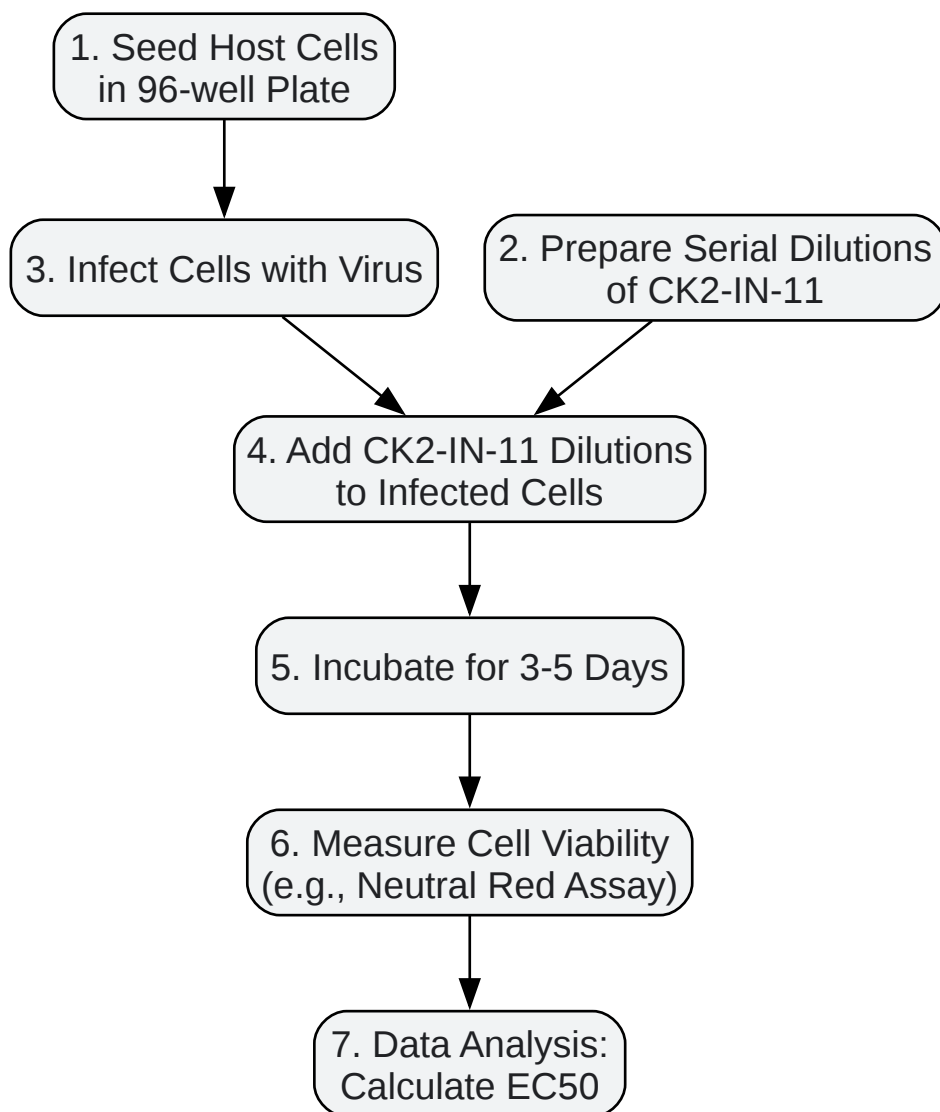 1. Seed Host Cells
in 96-well Plate
3. Infect Cells with Virus
2. Prepare Serial Dilutions
of CK2-IN-11
4. Add CK2-IN-11 Dilutions
to Infected Cells
5. Incubate for 3-5 Days
6. Measure Cell Viability
(e.g., Neutral Red Assay)
7. Data Analysis:
Calculate EC50